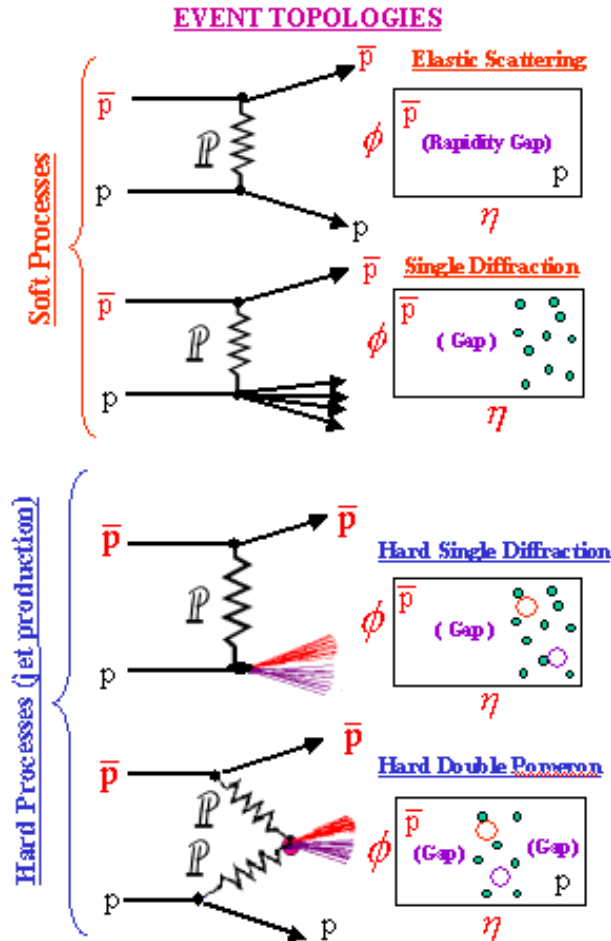 EVENT TOPOLOGIES
Soft Processes
p̅
p̅
ℙ
p
p
Elastic Scattering
ϕ
p̅
(Rapidity Gap)
p
η
p̅
p̅
ℙ
p
Single Diffraction
ϕ
p̅
( Gap )
η
Hard Processes (jet production)
p̅
p̅
ℙ
p
Hard Single Diffraction
ϕ
p̅
( Gap )
η
p̅
p̅
ℙ
ℙ
p
p
Hard Double Pomeron
ϕ
p̅
(Gap)
(Gap)
p
η